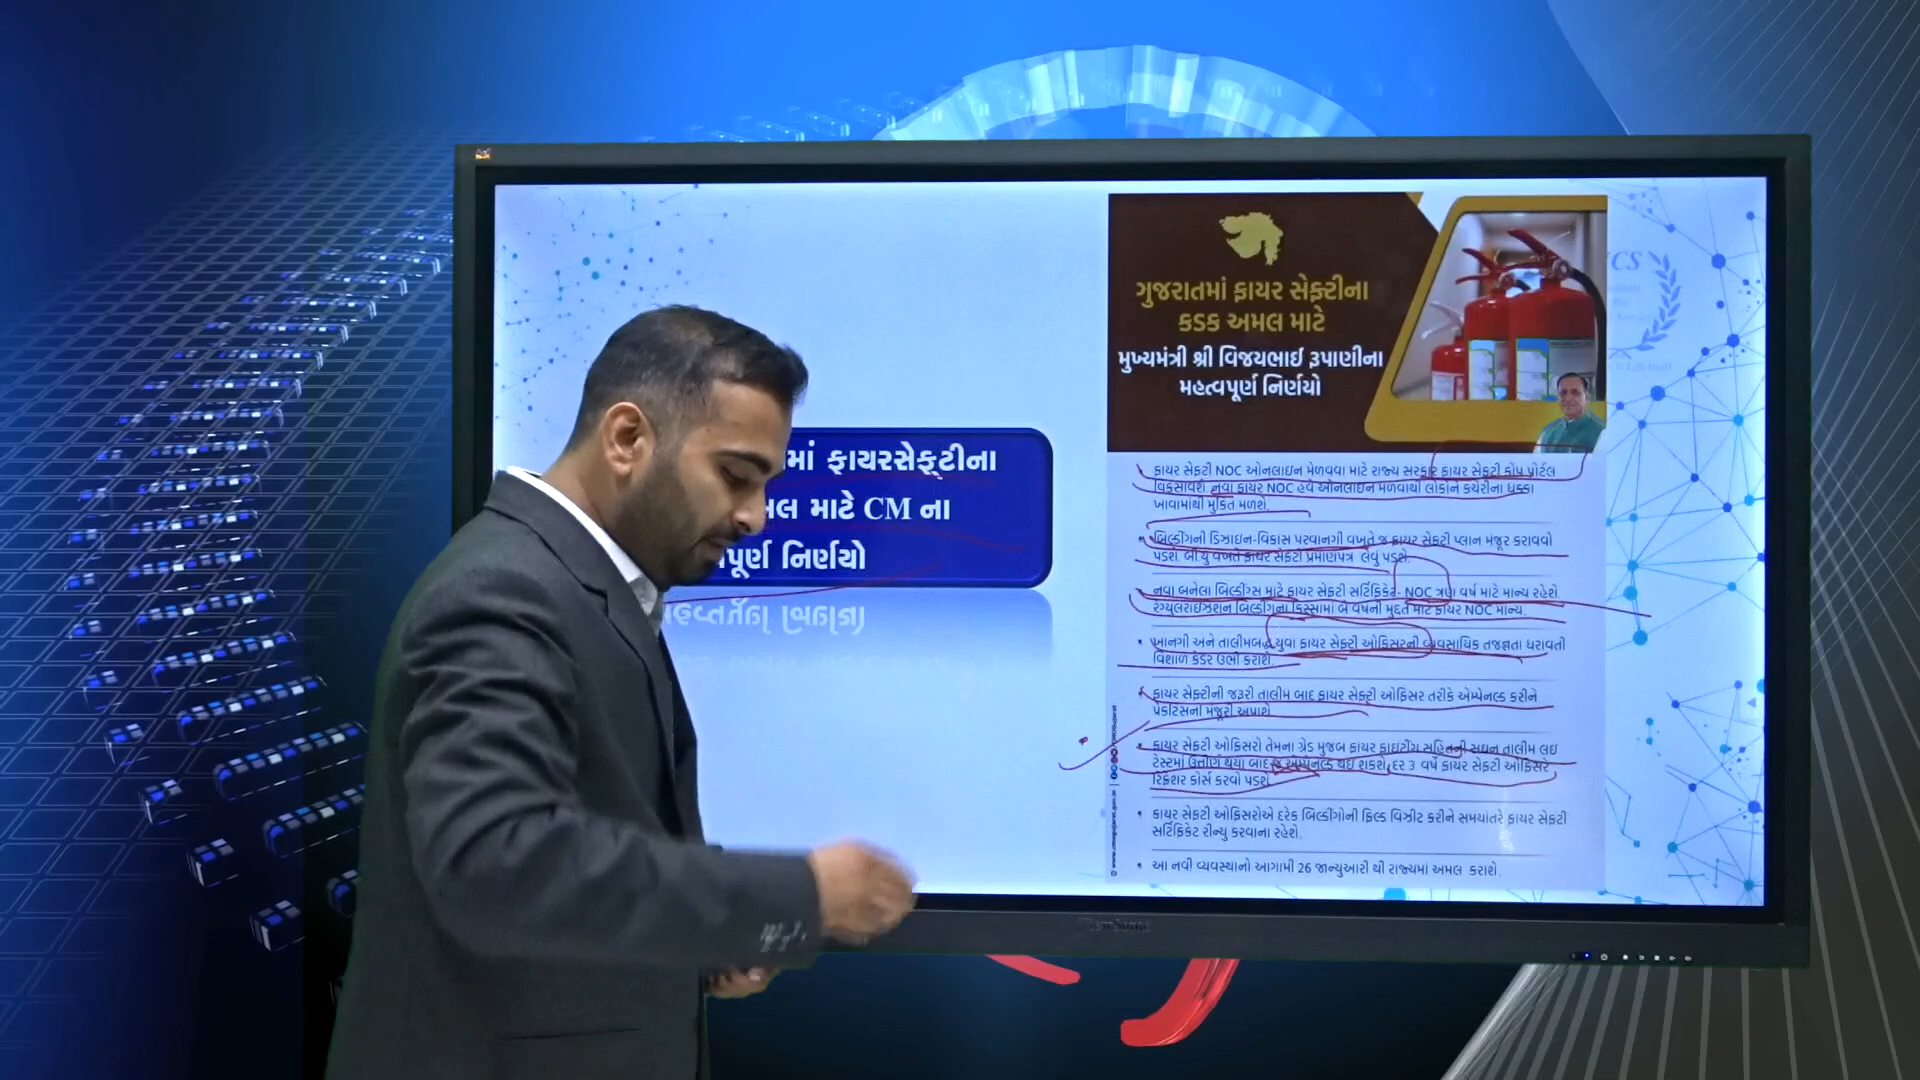 માં ફાયરસેફ્ટીના
માટે CM ના
નિર્ણયો
CS
ગુજરાતમાં ફાયર સેફ્ટીના
કડક અમલ માટે
મુખ્યમંત્રી શ્રી વિજયભાઈ રૂપાણીના
મહત્વપૂર્ણ નિર્ણયો
ફાયર સેફ્ટી NOC ઓનલાઇન મેળવવા માટે રાજ્ય સરકાર ફાયર સેફ્ટી કોપ પોર્ટલ
વિકસાવશે નવા ફાયર NOC હવે ઓનલાઇન મળવાથી લોકોને કચેરીના ધક્કા
ખાવામાંથી મુક્તિ મળશે.
• બિલ્ડીંગની ડિઝાઇન-વિકાસ પરવાનગી વખતે જ ફાયર સેફ્ટી પ્લાન મંજૂર કરાવવો
પડશે. બી.યુ વખતે ફાયર સેફ્ટી પ્રમાણપત્ર લેવું પડશે.
નવા બનેલા બિલ્ડીંગ્સ માટે ફાયર સેફ્ટી સર્ટિફિકેટ- NOC ત્રણ વર્ષ માટે માન્ય રહેશે.
રેગ્યુલરાઇઝેશન બિલ્ડીંગના કિસ્સામાં બે વર્ષની મુદત માટે ફાયર NOC માન્ય.
• ખાનગી અને તાલીમબદ્ધ યુવા ફાયર સેફ્ટી ઓફિસરની વ્યવસાયિક તજજ્ઞતા ધરાવતી
વિશાળ કેડર ઉભી કરાશે
ફાયર સેફ્ટીની જરૂરી તાલીમ બાદ ફાયર સેફ્ટી ઓફિસર તરીકે એમ્પેનલ્ડ કરીને
પ્રેક્ટિસની મંજૂરી અપાશે
• ફાયર સેફ્ટી ઓફિસરો તેમના ગ્રેડ મુજબ ફાયર ફાઇટીંગ સહિતની સઘન તાલીમ લઇ
ટેસ્ટમાં ઉત્તીર્ણ થયા બાદ જ એમ્પેનલ્ડ થઇ શકશે, દર 3 વર્ષે ફાયર સેફ્ટી ઓફિસરે
રિફ્રેશર કોર્સ કરવો પડશે
• ફાયર સેફ્ટી ઓફિસરોએ દરેક બિલ્ડીંગોની ફિલ્ડ વિઝીટ કરીને સમયાંતરે ફાયર સેફ્ટી
સર્ટિફિકેટ રીન્યુ કરવાના રહેશે.
• આ નવી વ્યવસ્થાનો આગામી 26 જાન્યુઆરી થી રાજ્યમાં અમલ કરાશે.
ViewSonic